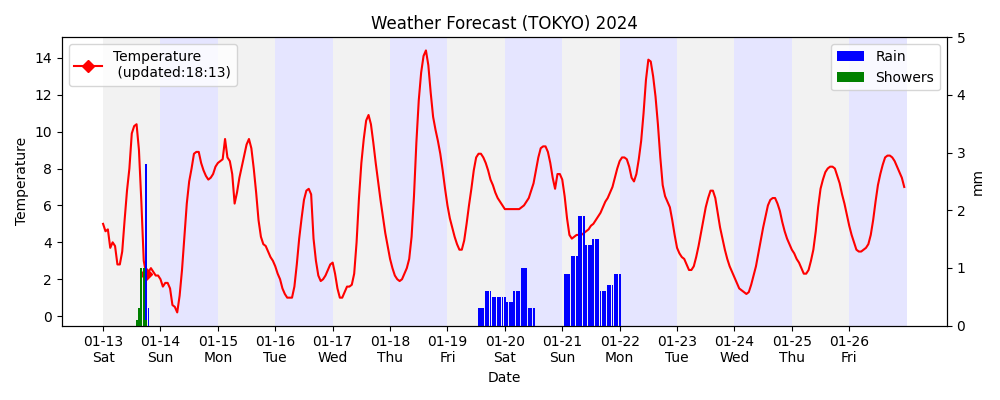 Weather Forecast (TOKYO) 2024
Temperature
(updated:18:13)
Rain
Showers
Temperature
14
12
10
8
6
4
2
0
5
4
3
2
1
0
mm
01-13 01-14 01-15 01-16 01-17 01-18 01-19 01-20 01-21 01-22 01-23 01-24 01-25 01-26
Sat Sun Mon Tue Wed Thu Fri Sat Sun Mon Tue Wed Thu Fri
Date